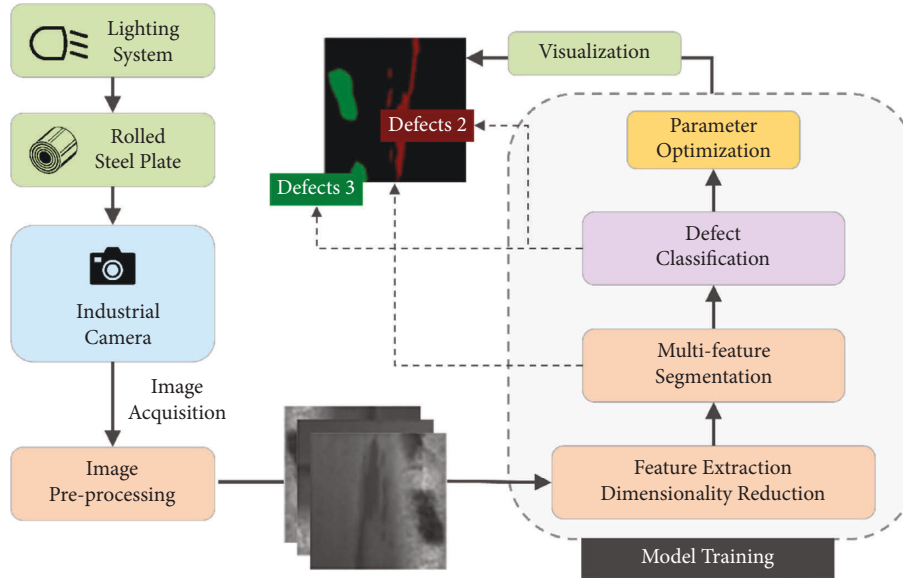 Lighting
System
Rolled
Steel Plate
Industrial
Camera
Image
Acquisition
Image
Pre-processing
Visualization
Defects 2
Defects 3
Parameter
Optimization
Defect
Classification
Multi-feature
Segmentation
Feature Extraction
Dimensionality Reduction
Model Training